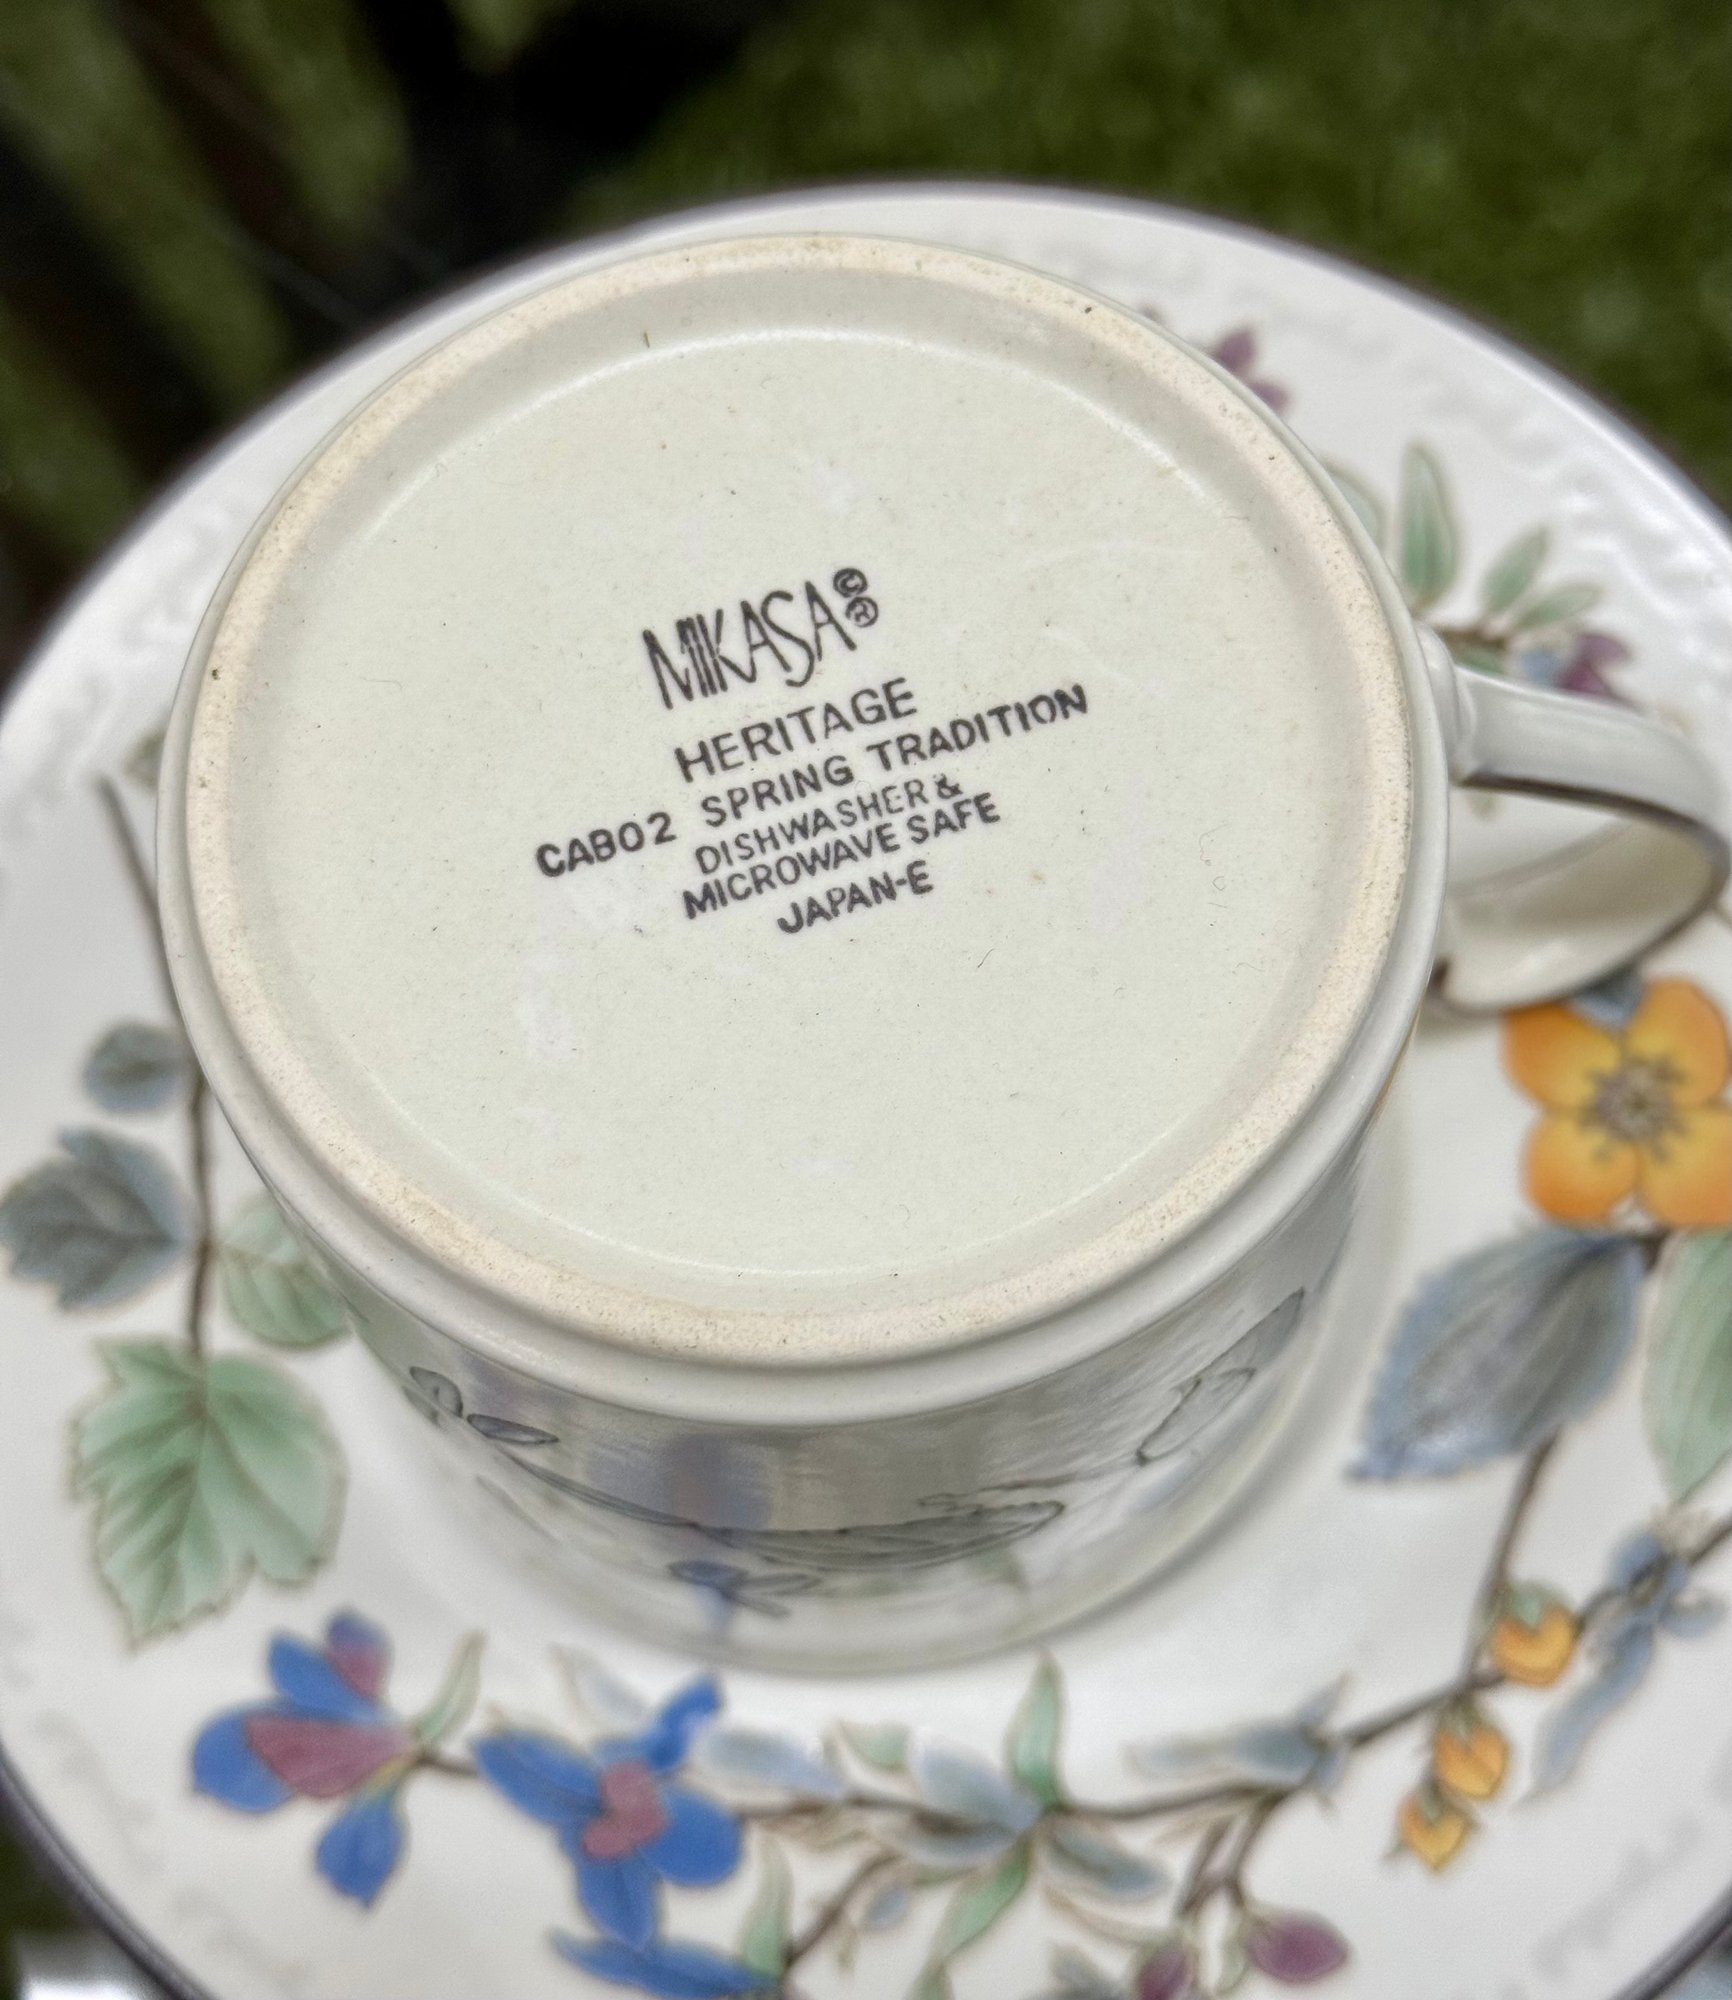 MIKASA © ®
HERITAGE
CAB02 SPRING TRADITION
DISHWASHER &
MICROWAVE SAFE
JAPAN-E